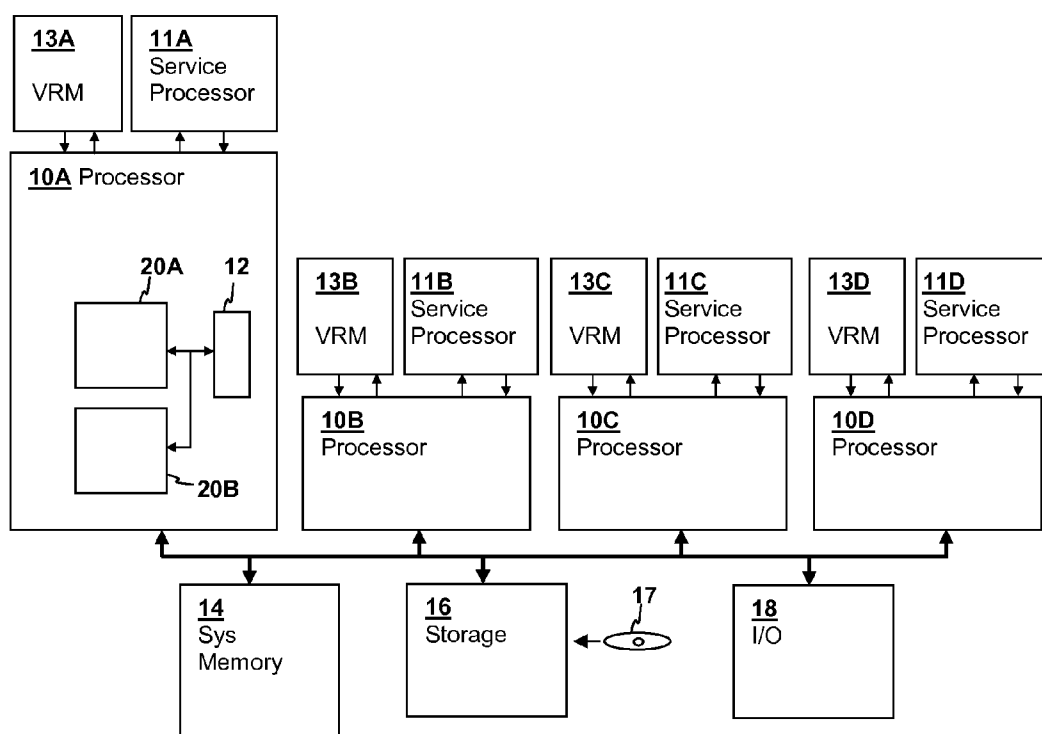 13A
VRM
11A
Service
Processor
10A Processor
20A
12
20B
13B
VRM
11B
Service
Processor
13C
VRM
11C
Service
Processor
13D
VRM
11D
Service
Processor
10B
Processor
10C
Processor
10D
Processor
14
Sys
Memory
16
Storage
17
18
I/O